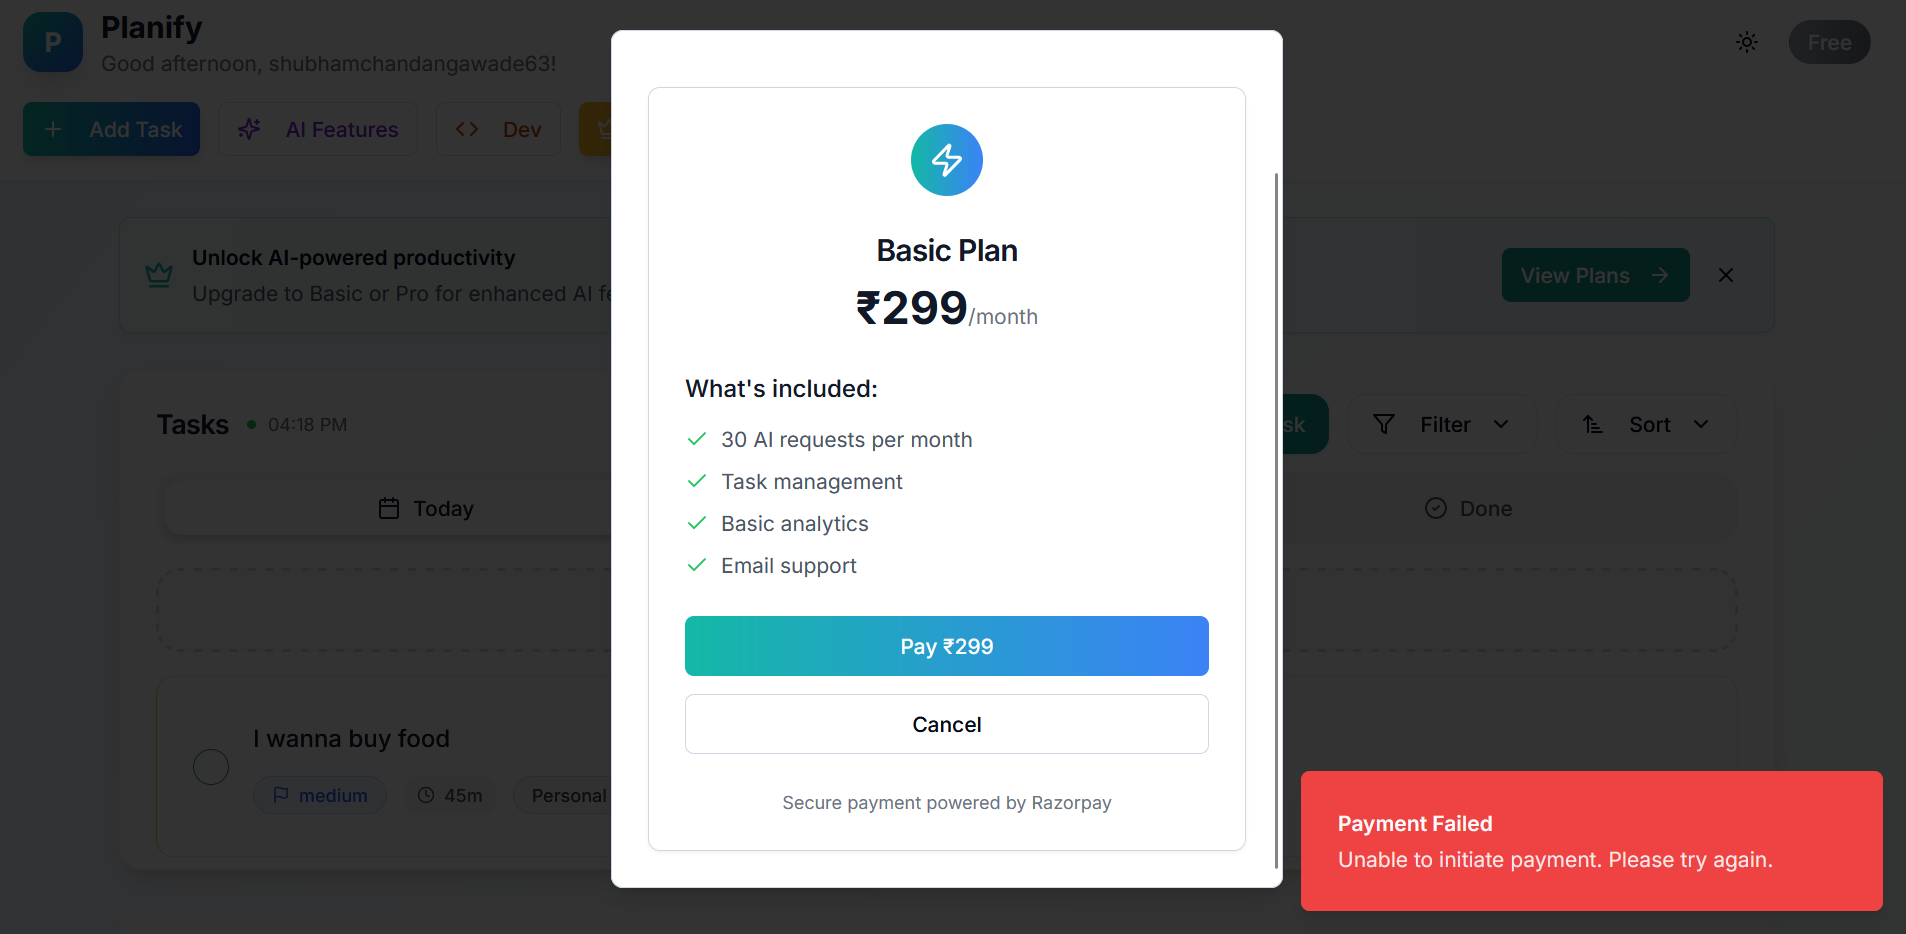 P
Planify
Good afternoon, shubhamchandangawade63!
Free
Add Task
AI Features
Dev
Unlock AI-powered productivity
Upgrade to Basic or Pro for enhanced AI
View Plans
Tasks
04:18 PM
Filter
Sort
Today
Done
I wanna buy food
medium
45m
Personal
Basic Plan
₹299/month
What's included:
30 AI requests per month
Task management
Basic analytics
Email support
Pay ₹299
Cancel
Secure payment powered by Razorpay
Payment Failed
Unable to initiate payment. Please try again.